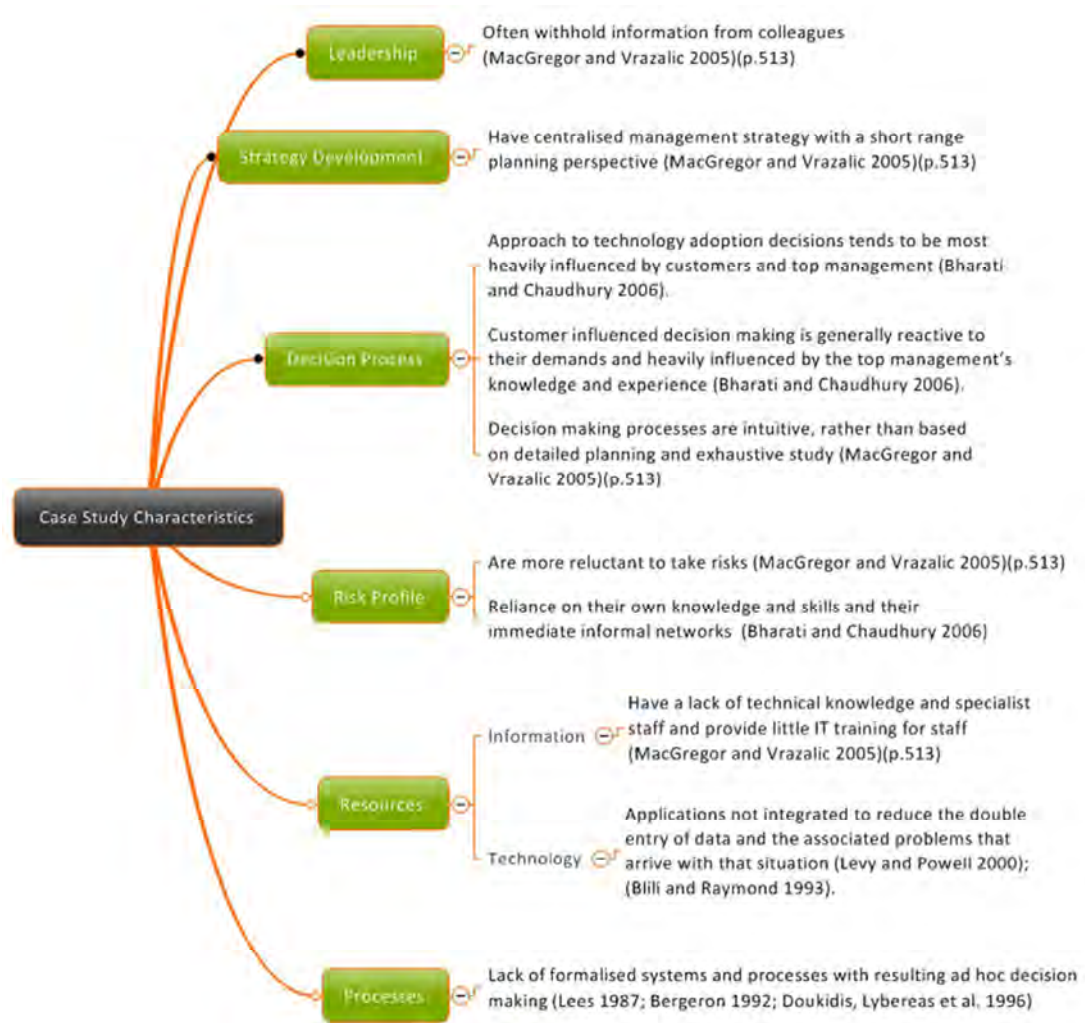 Leadership
Often withhold information from colleagues
(MacGregor and Vrazalic 2005)(p.513)
Strategy Development
Have centralised management strategy with a short range
planning perspective (MacGregor and Vrazalic 2005)(p.513)
Decision Process
Approach to technology adoption decisions tends to be most
heavily influenced by customers and top management (Bharati
and Chaudhury 2006).
Customer influenced decision making is generally reactive to
their demands and heavily influenced by the top management's
knowledge and experience (Bharati and Chaudhury 2006).
Decision making processes are intuitive, rather than based
on detailed planning and exhaustive study (MacGregor and
Vrazalic 2005)(p.513)
Case Study Characteristics
Risk Profile
Are more reluctant to take risks (MacGregor and Vrazalic 2005)(p.513)
Reliance on their own knowledge and skills and their
immediate informal networks (Bharati and Chaudhury 2006)
Resources
Information
Have a lack of technical knowledge and specialist
staff and provide little IT training for staff
(MacGregor and Vrazalic 2005)(p.513)
Technology
Applications not integrated to reduce the double
entry of data and the associated problems that
arrive with that situation (Levy and Powell 2000);
(Blili and Raymond 1993).
Processes
Lack of formalised systems and processes with resulting ad hoc decision
making (Lees 1987; Bergeron 1992; Doukidis, Lybereas et al. 1996)